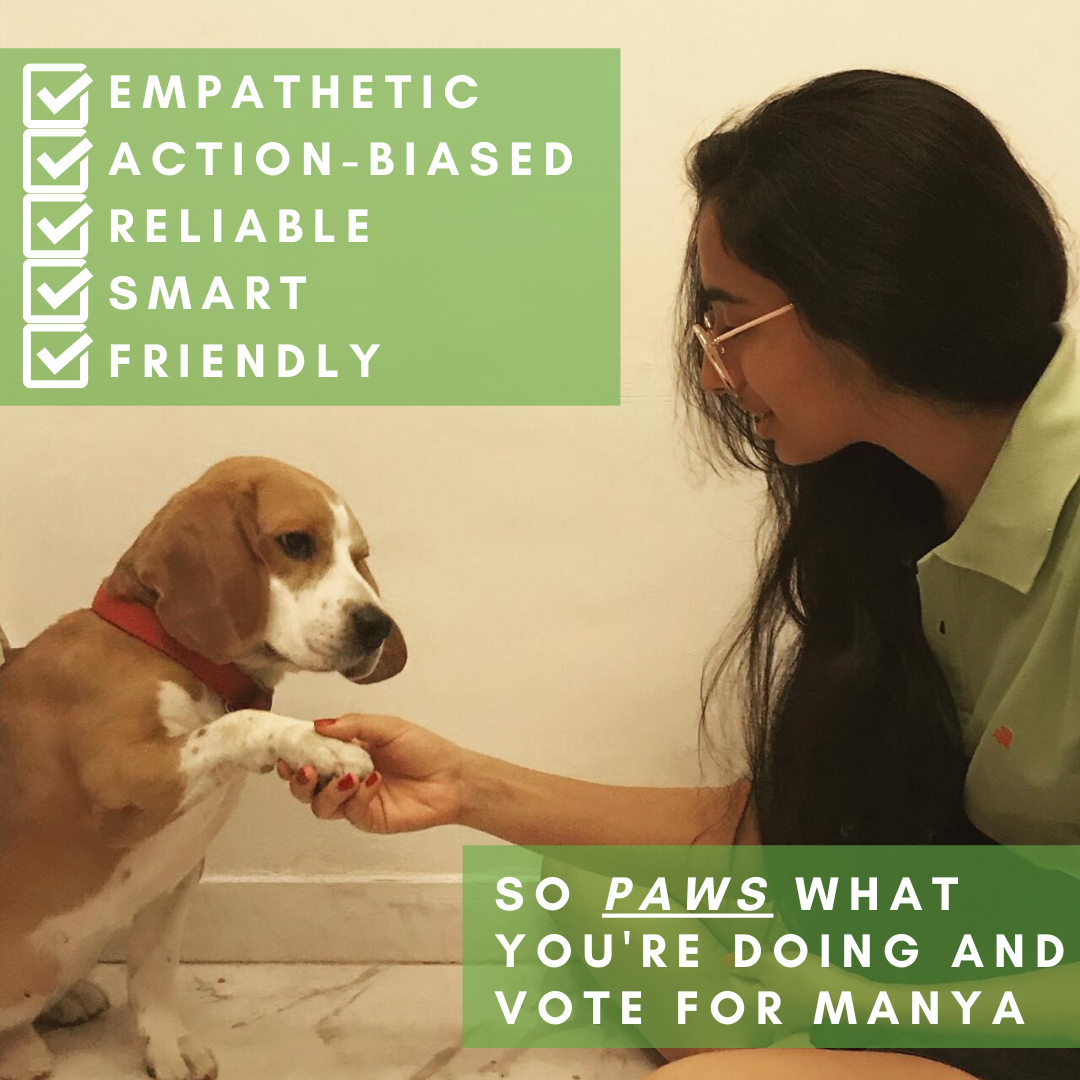 EMPATHETIC
ACTION-BIASED
RELIABLE
SMART
FRIENDLY
SO PAWS WHAT
YOU'RE DOING AND
VOTE FOR MANYA